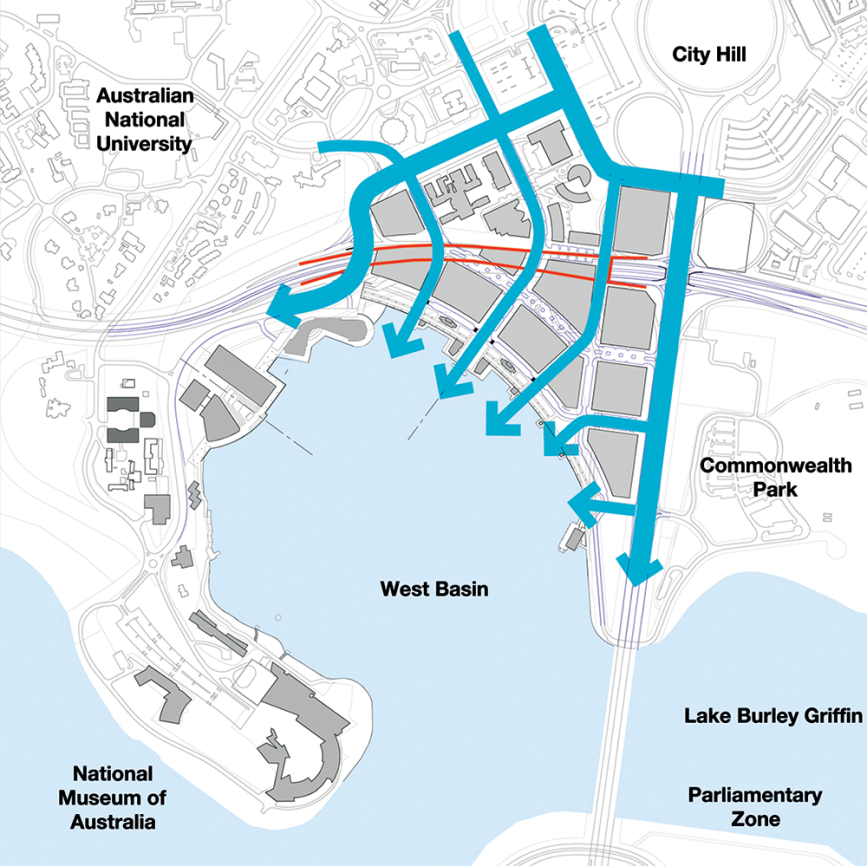 City Hill
Australian
National
University
Commonwealth
Park
West Basin
Lake Burley Griffin
National
Museum of
Australia
Parliamentary
Zone